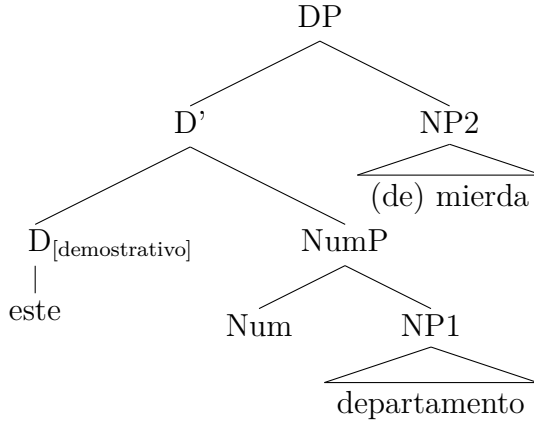 DP
D' NP2
(de) mierda
D[demostrativo] NumP
este
Num NP1
departamento